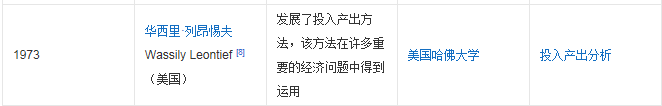 1973
华西里·列昂惕夫
Wassily Leontief [8]
（美国）
发展了投入产出方
法，该方法在许多重
要的经济问题中得到
运用
美国哈佛大学
投入产出分析